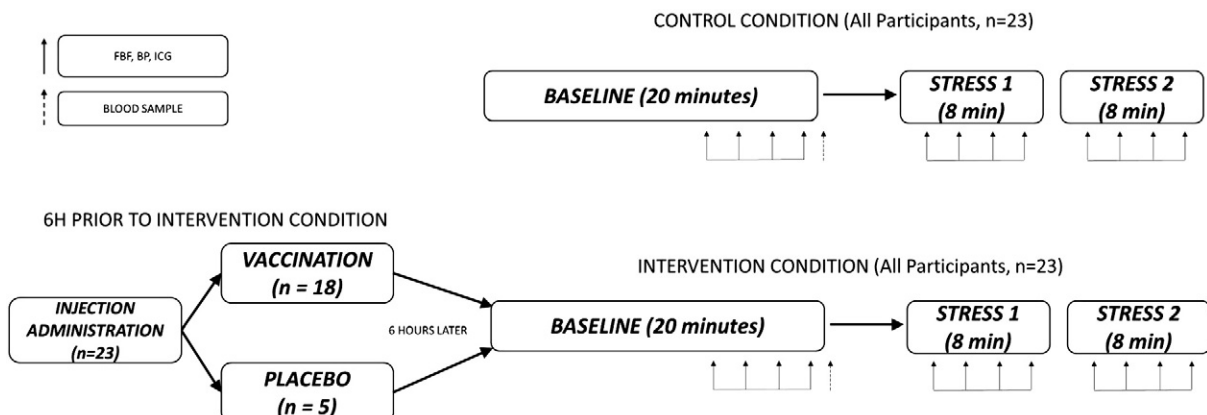 CONTROL CONDITION (All Participants, n=23)
FBF, BP, ICG
BLOOD SAMPLE
BASELINE (20 minutes)
STRESS 1
(8 min)
STRESS 2
(8 min)
6H PRIOR TO INTERVENTION CONDITION
INJECTION
ADMINISTRATION
(n=23)
VACCINATION
(n = 18)
PLACEBO
(n = 5)
6 HOURS LATER
INTERVENTION CONDITION (All Participants, n=23)
BASELINE (20 minutes)
STRESS 1
(8 min)
STRESS 2
(8 min)